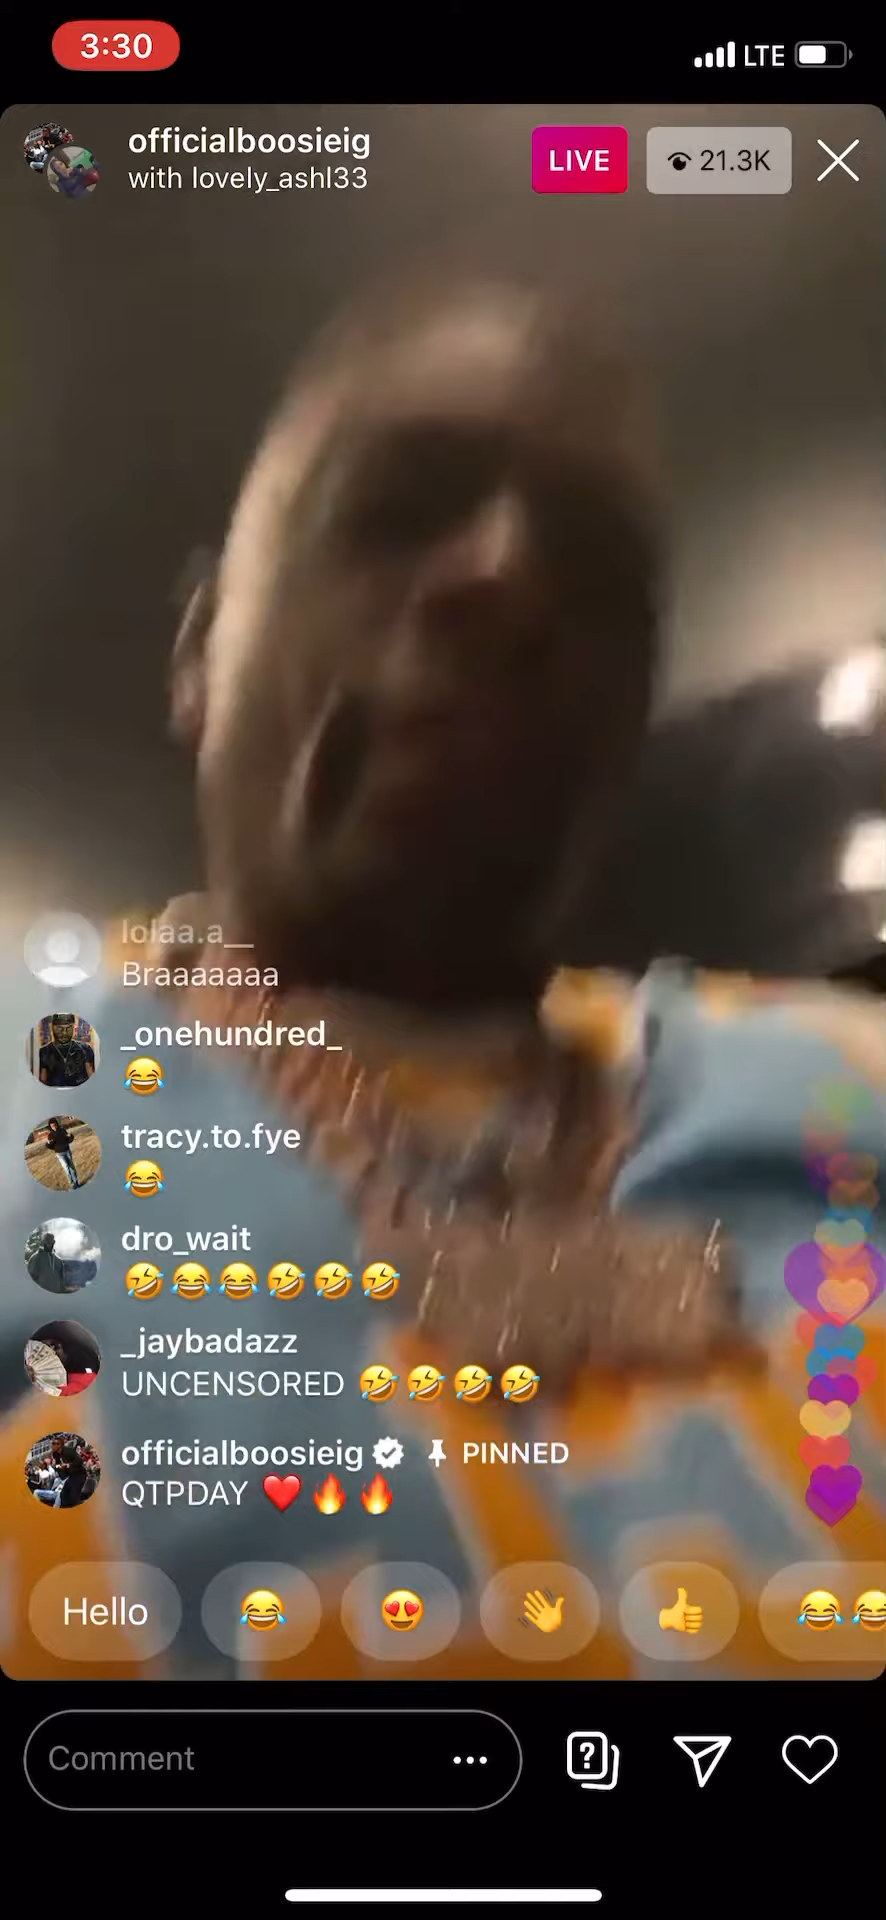 3:30
LTE
officialboosieig
with lovely_ashl33
LIVE
21.3K
lolaa.a__
Braaaaaaa
_onehundred_
😂
tracy.to.fye
😂
dro_wait
🤣😂😂🤣🤣🤣
_jaybadazz
UNCENSORED 🤣🤣🤣🤣
officialboosieig PINNED
QTPDAY ❤️🔥🔥
Hello 😂 😍 👋 👍 😂😂
Comment